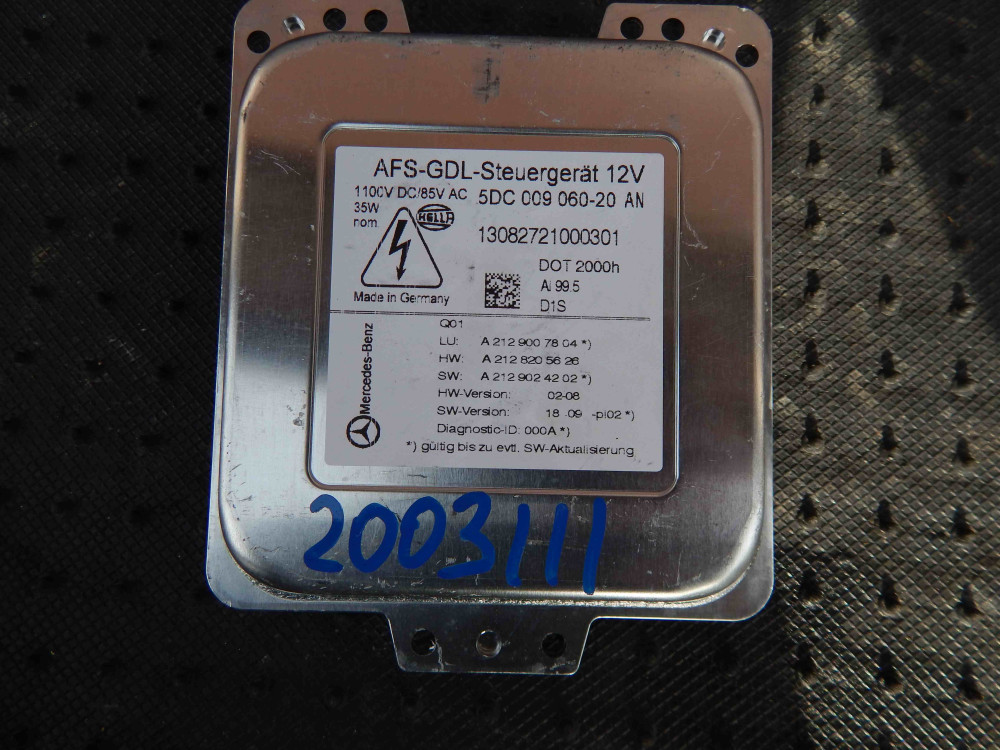 AFS-GDL-Steuergerät 12V
1100V DC/85V AC 5DC 009 060-20 AN
35W
nom.
HELLA
13082721000301
DOT 2000h
Al 99.5
D1S
Made in Germany
Mercedes-Benz
Q01
LU: A 212 900 78 04 *)
HW: A 212 820 56 26
SW: A 212 902 42 02 *)
HW-Version: 02-08
SW-Version: 18 .09 -pi02 *)
Diagnostic-ID: 000A *)
*) gültig bis zu evtl. SW-Aktualisierung
2003111